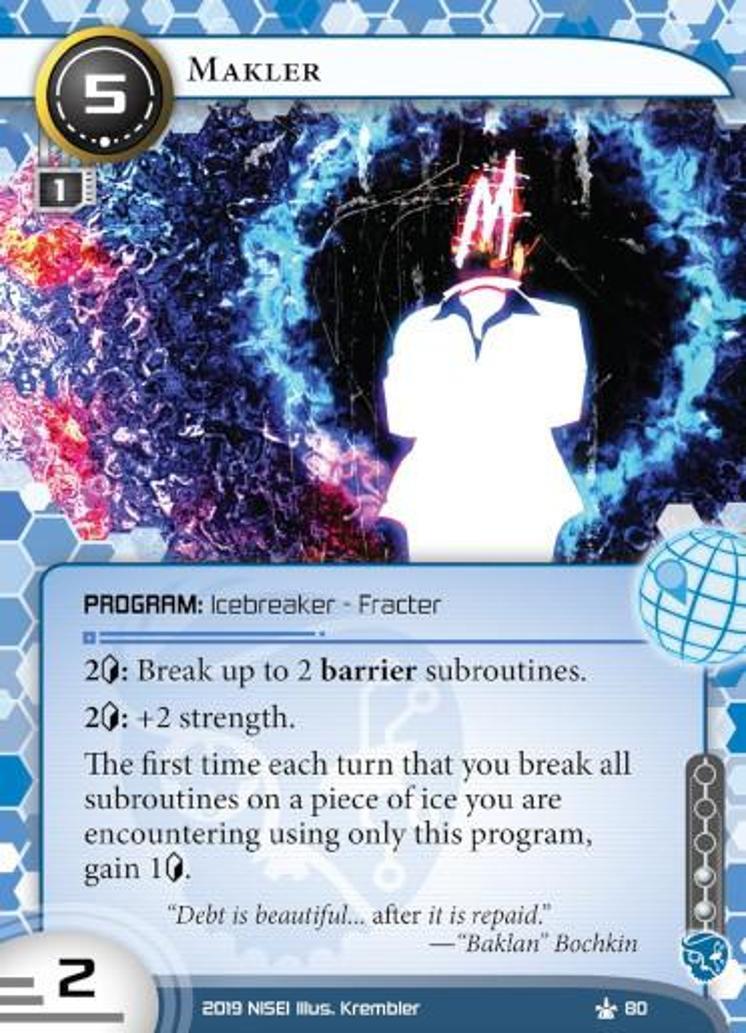 5
MAKLER
1
M
PROGRAM: Icebreaker - Fracter
2: Break up to 2 barrier subroutines.
2: +2 strength.
The first time each turn that you break all
subroutines on a piece of ice you are
encountering using only this program,
gain 1.
“Debt is beautiful... after it is repaid.”
—“Baklan” Bochkin
2
2019 NISEI Illus. Krembler
80